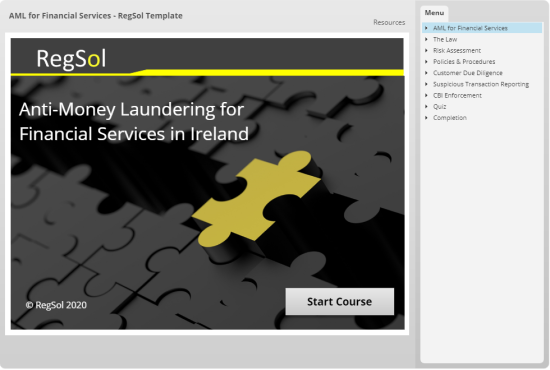 AML for Financial Services - RegSol Template
Resources
RegSol
Anti-Money Laundering for
Financial Services in Ireland
© RegSol 2020
Start Course
Menu
AML for Financial Services
The Law
Risk Assessment
Policies & Procedures
Customer Due Diligence
Suspicious Transaction Reporting
CBI Enforcement
Quiz
Completion